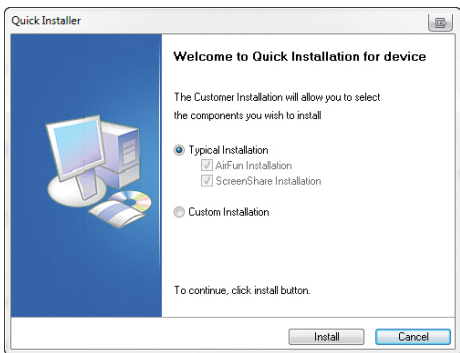 Quick Installer
Welcome to Quick Installation for device
The Customer Installation will allow you to select
the components you wish to install
Typical Installation
AirFun Installation
ScreenShare Installation
Custom Installation
To continue, click install button.
Install
Cancel